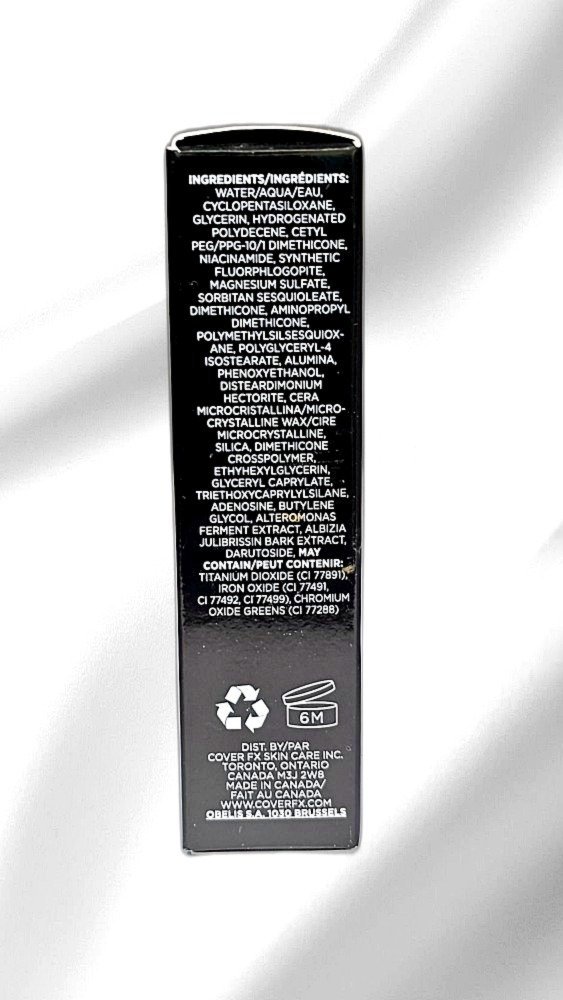 INGREDIENTS/INGRÉDIENTS:
WATER/AQUA/EAU,
CYCLOPENTASILOXANE,
GLYCERIN, HYDROGENATED
POLYDECENE, CETYL
PEG/PPG-10/1 DIMETHICONE,
NIACINAMIDE, SYNTHETIC
FLUORPHLOGOPITE,
MAGNESIUM SULFATE,
SORBITAN SESQUIOLEATE,
DIMETHICONE, AMINOPROPYL
DIMETHICONE,
POLYMETHYLSILSESQUIOX-
ANE, POLYGLYCERYL-4
ISOSTEARATE, ALUMINA,
PHENOXYETHANOL,
DISTEARDIMONIUM
HECTORITE, CERA
MICROCRISTALLINA/MICRO-
CRYSTALLINE WAX/CIRE
MICROCRYSTALLINE,
SILICA, DIMETHICONE
CROSSPOLYMER,
ETHYHEXYLGLYCERIN,
GLYCERYL CAPRYLATE,
TRIETHOXYCAPRYLYLSILANE,
ADENOSINE, BUTYLENE
GLYCOL, ALTEROMONAS
FERMENT EXTRACT, ALBIZIA
JULIBRISSIN BARK EXTRACT,
DARUTOSIDE, MAY
CONTAIN/PEUT CONTENIR:
TITANIUM DIOXIDE (CI 77891),
IRON OXIDE (CI 77491,
CI 77492, CI 77499), CHROMIUM
OXIDE GREENS (CI 77288)
6M
DIST. BY/PAR
COVER FX SKIN CARE INC.
TORONTO, ONTARIO
CANADA M3J 2W8
MADE IN CANADA/
FAIT AU CANADA
WWW.COVERFX.COM
OBELIS S.A. 1030 BRUSSELS